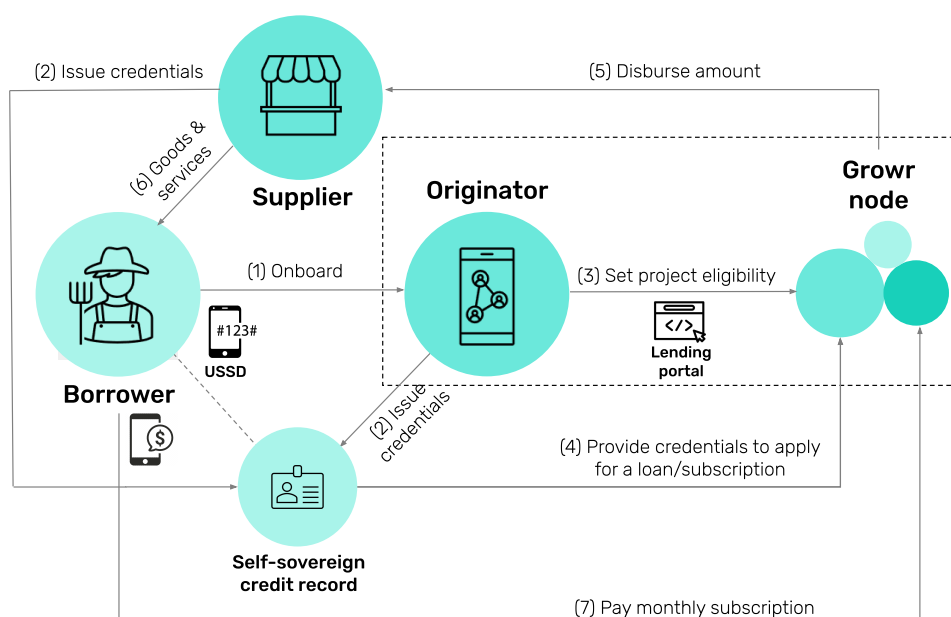 (2) Issue credentials
(5) Disburse amount
(6) Goods &
services
Supplier
Originator
Growr
node
(1) Onboard
(3) Set project eligibility
#123#
USSD
</>
Lending
portal
Borrower
$
(2) Issue
credentials
(4) Provide credentials to apply
for a loan/subscription
Self-sovereign
credit record
(7) Pay monthly subscription